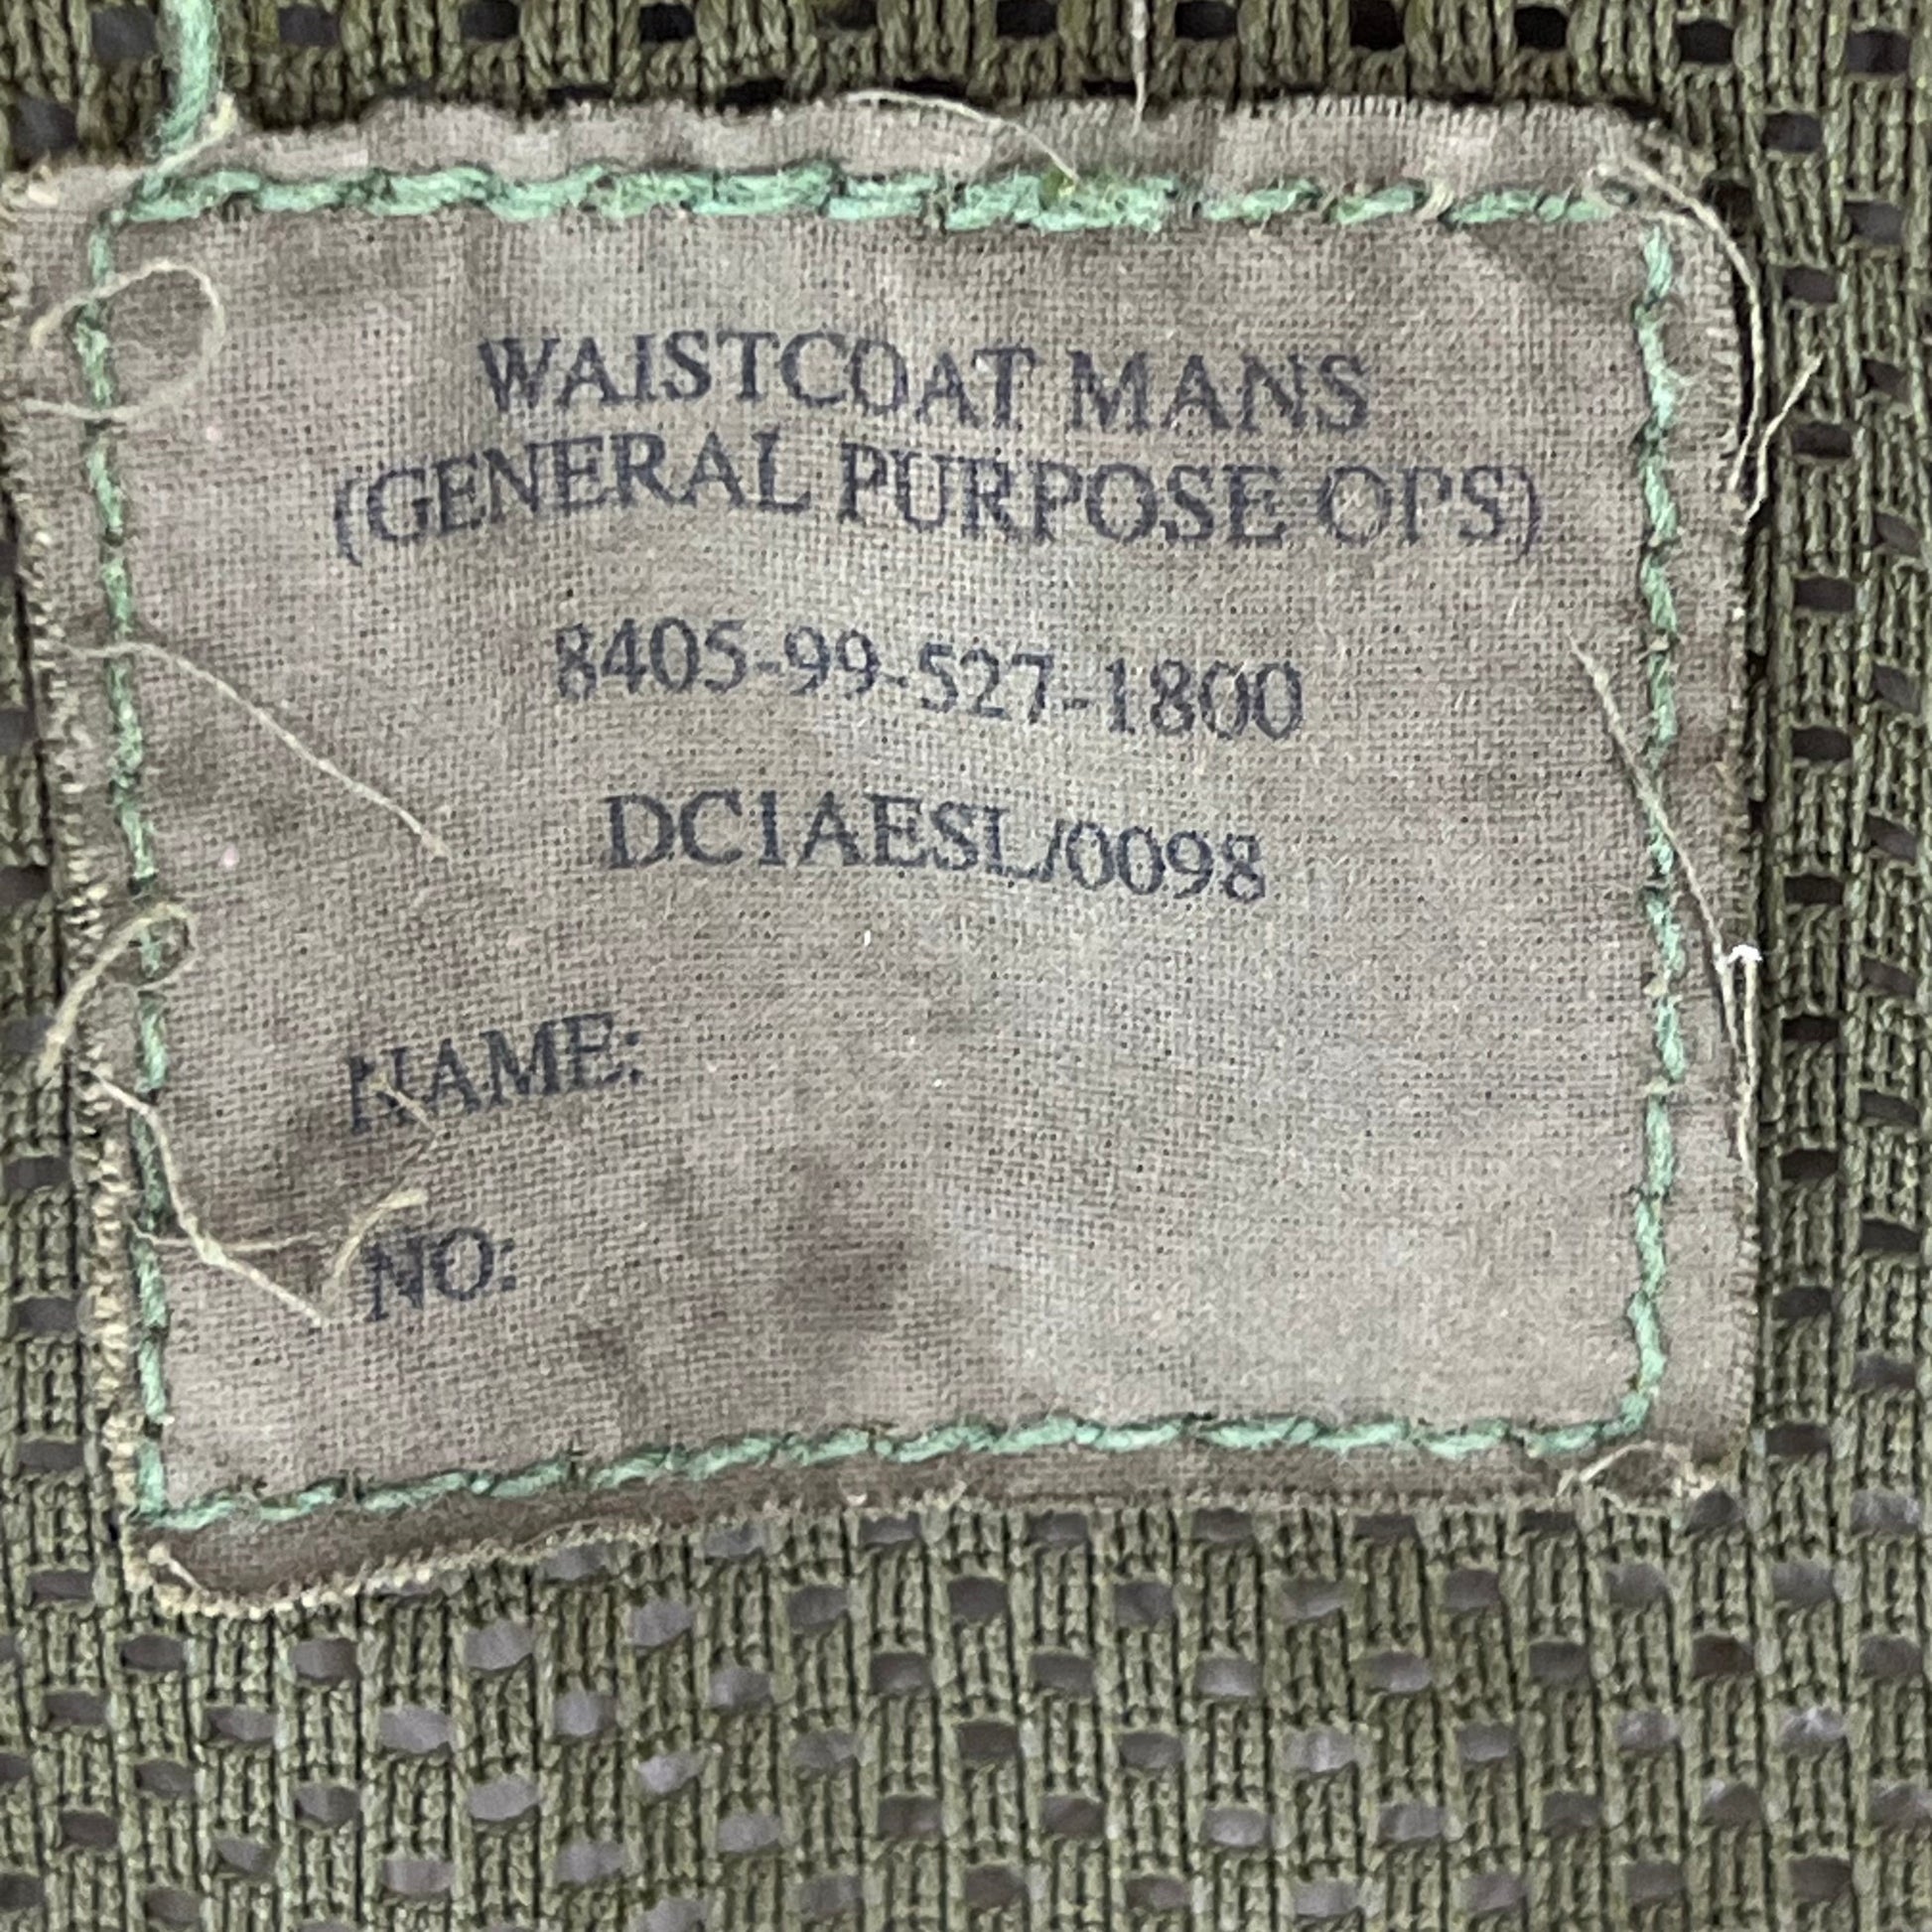 WAISTCOAT MANS
(GENERAL PURPOSE OPS)
8405-99-527-1800
DC1AESL/0098
NAME:
NO: